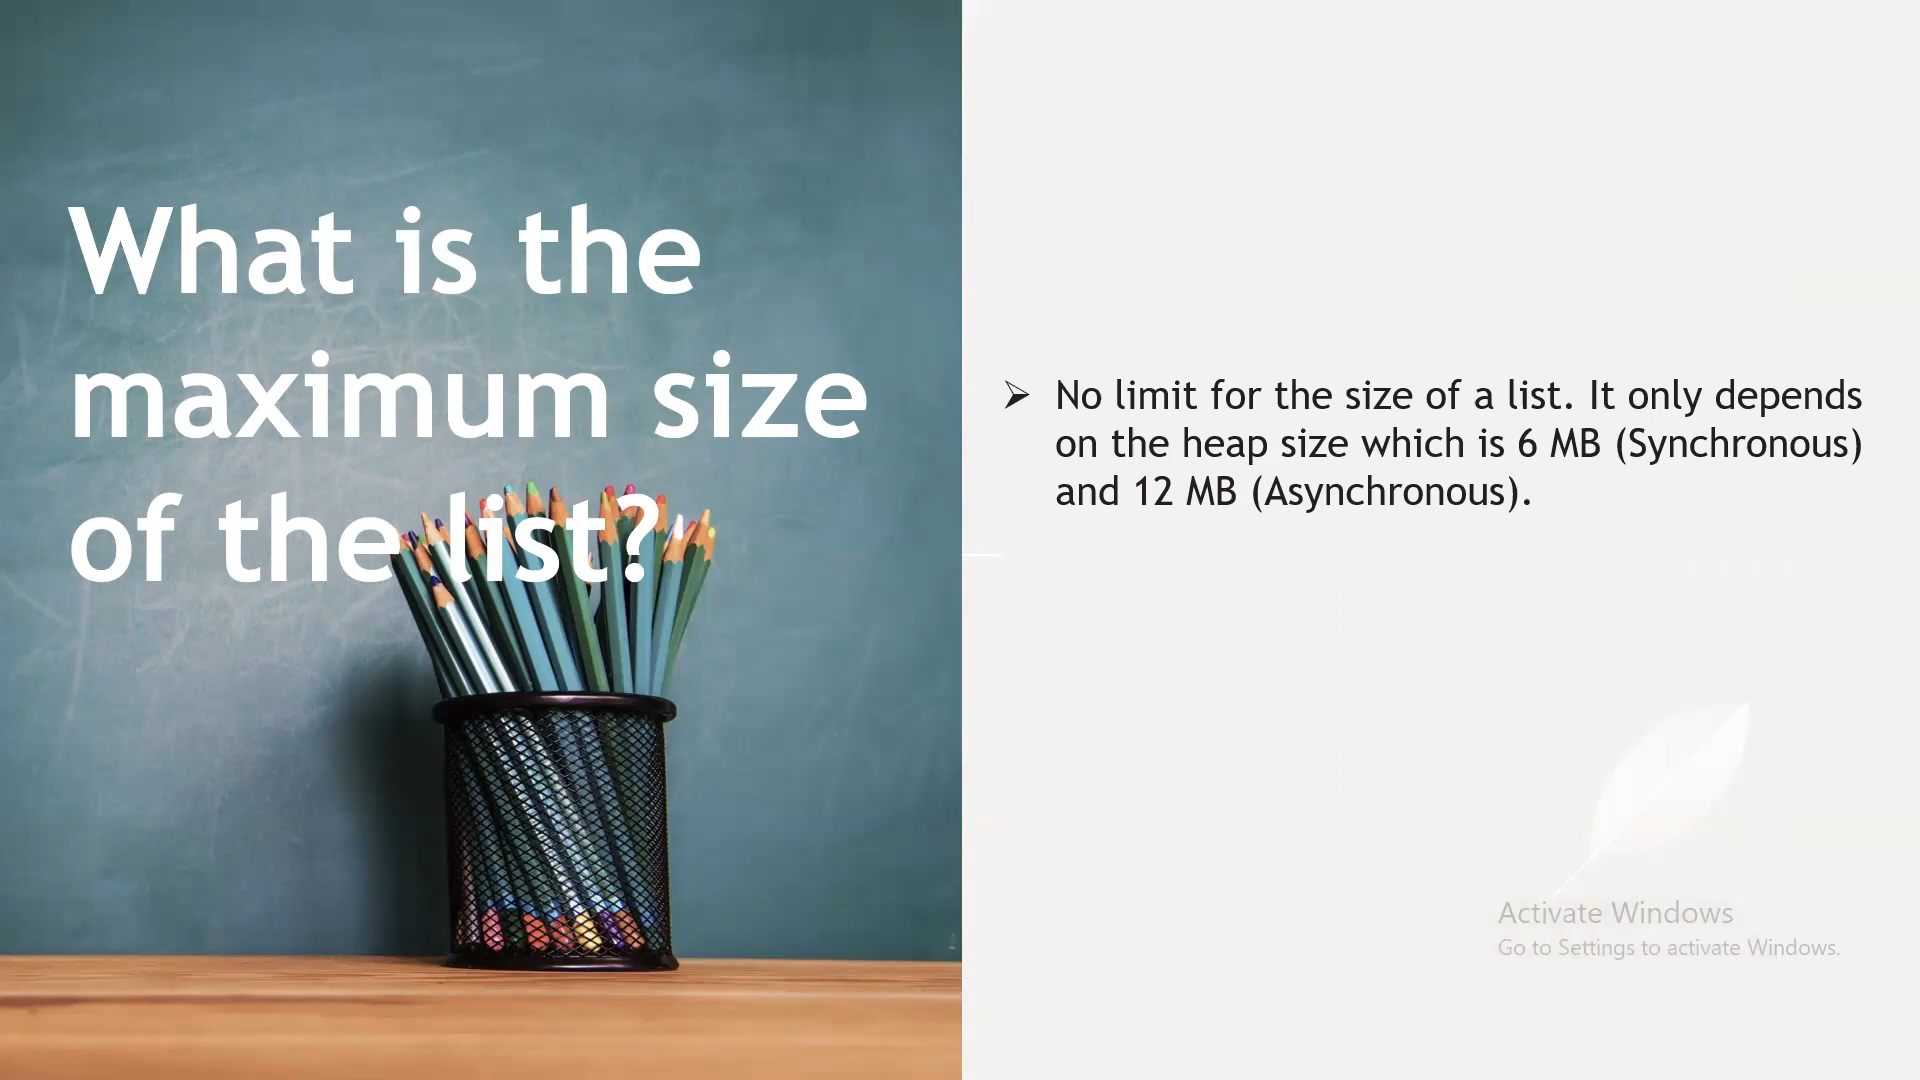 What is the
maximum size
of the list?
➢ No limit for the size of a list. It only depends
on the heap size which is 6 MB (Synchronous)
and 12 MB (Asynchronous).
Activate Windows
Go to Settings to activate Windows.